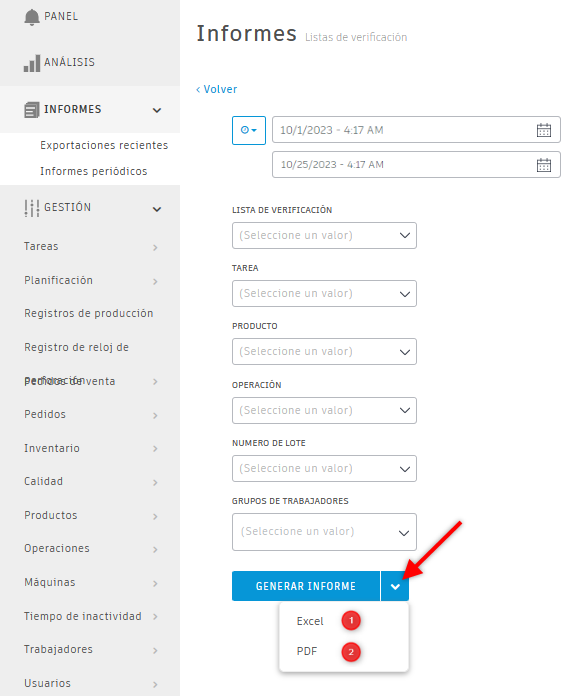 PANEL
ANÁLISIS
INFORMES
Exportaciones recientes
Informes periódicos
GESTIÓN
Tareas
Planificación
Registros de producción
Registro de reloj de
perforación
Pedidos de venta
Pedidos
Inventario
Calidad
Productos
Operaciones
Máquinas
Tiempo de inactividad
Trabajadores
Usuarios
Informes Listas de verificación
‹ Volver
10/1/2023 - 4:17 AM
10/25/2023 - 4:17 AM
LISTA DE VERIFICACIÓN
(Seleccione un valor)
TAREA
(Seleccione un valor)
PRODUCTO
(Seleccione un valor)
OPERACIÓN
(Seleccione un valor)
NUMERO DE LOTE
(Seleccione un valor)
GRUPOS DE TRABAJADORES
(Seleccione un valor)
GENERAR INFORME
Excel 1
PDF 2